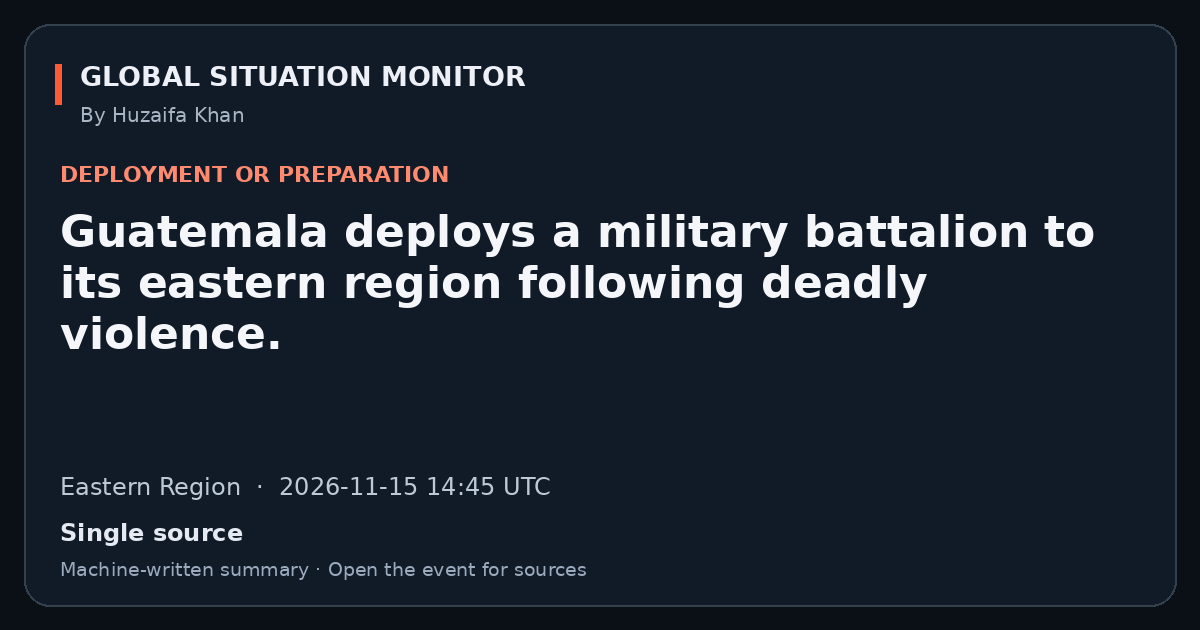 GLOBAL SITUATION MONITOR
By Huzaifa Khan
DEPLOYMENT OR PREPARATION
Guatemala deploys a military battalion to
its eastern region following deadly
violence.
Eastern Region · 2026-11-15 14:45 UTC
Single source
Machine-written summary · Open the event for sources